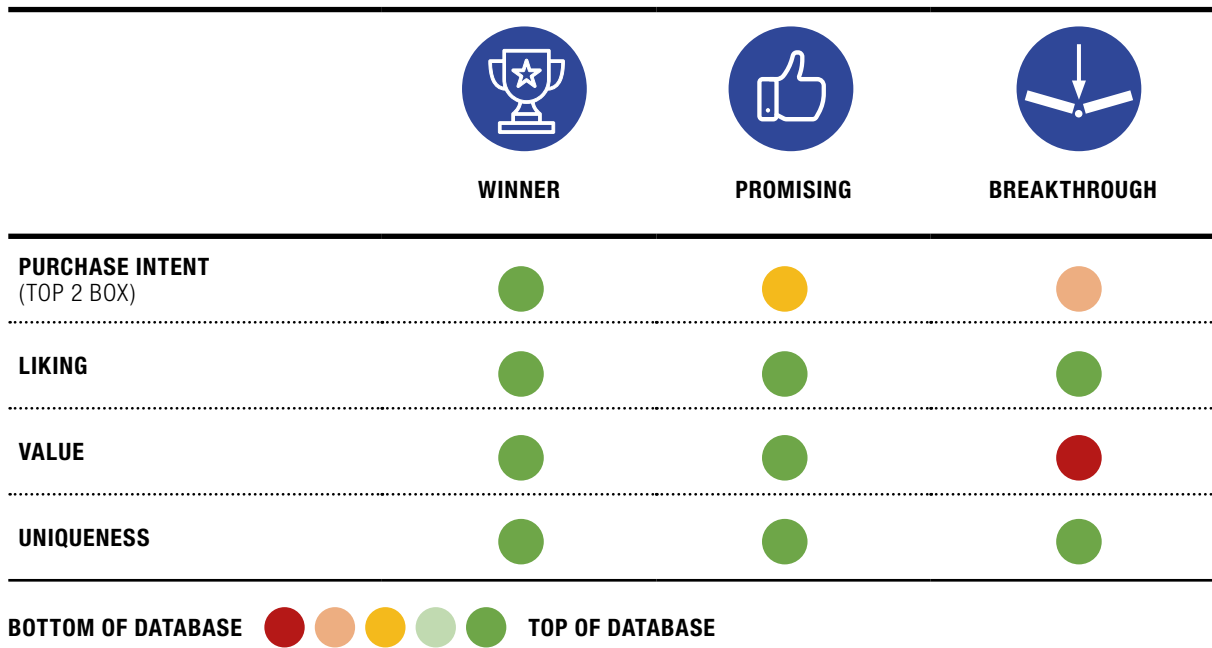 WINNER PROMISING BREAKTHROUGH
PURCHASE INTENT
(TOP 2 BOX)
LIKING
VALUE
UNIQUENESS
BOTTOM OF DATABASE TOP OF DATABASE